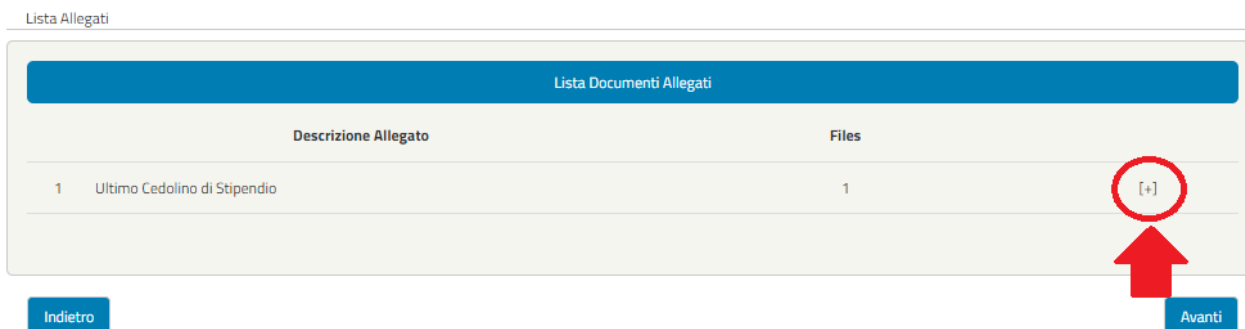 Lista Allegati
Lista Documenti Allegati
Descrizione Allegato Files
1 Ultimo Cedolino di Stipendio 1 [+]
Indietro Avanti